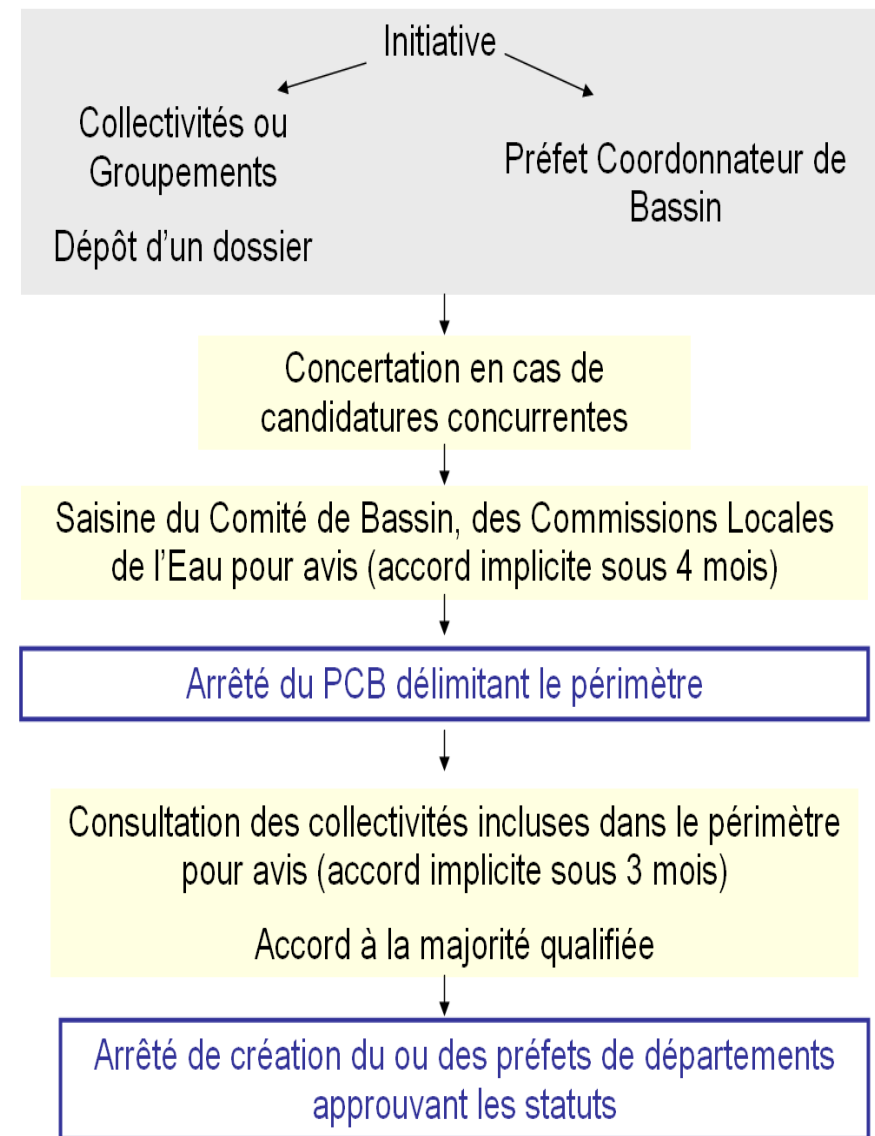 Initiative
Collectivités ou
Groupements
Dépôt d'un dossier
Préfet Coordonnateur de
Bassin
Concertation en cas de
candidatures concurrentes
Saisine du Comité de Bassin, des Commissions Locales
de l'Eau pour avis (accord implicite sous 4 mois)
Arrêté du PCB délimitant le périmètre
Consultation des collectivités incluses dans le périmètre
pour avis (accord implicite sous 3 mois)
Accord à la majorité qualifiée
Arrêté de création du ou des préfets de départements
approuvant les statuts